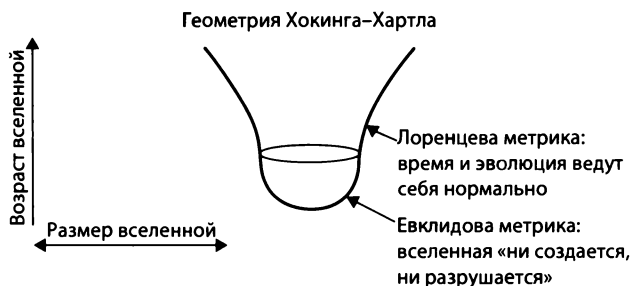 Геометрия Хокинга–Хартла
Возраст вселенной
Размер вселенной
Лоренцева метрика:
время и эволюция ведут
себя нормально
Евклидова метрика:
вселенная «ни создается,
ни разрушается»